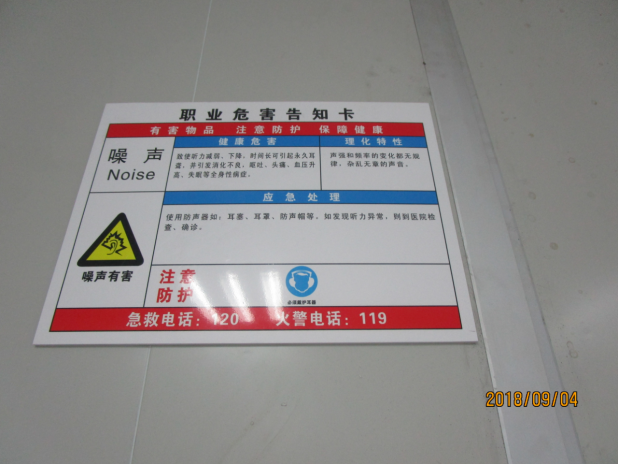 职业危害告知卡
有害物品 注意防护 保障健康
噪 声
Noise
健康危害
致使听力减弱、下降，时间长可引起永久耳
聋，并引发消化不良，呕吐、头痛、血压升
高、失眠等全身性病症。
理化特性
声强和频率的变化都无规
律，杂乱无章的声音。
应急处理
使用防声器如：耳塞、耳罩、防声帽等，如发现听力异常，则到医院检
查、确诊。
噪声有害
注意
防护
必须戴护耳器
急救电话：120 火警电话：119
2018/09/04